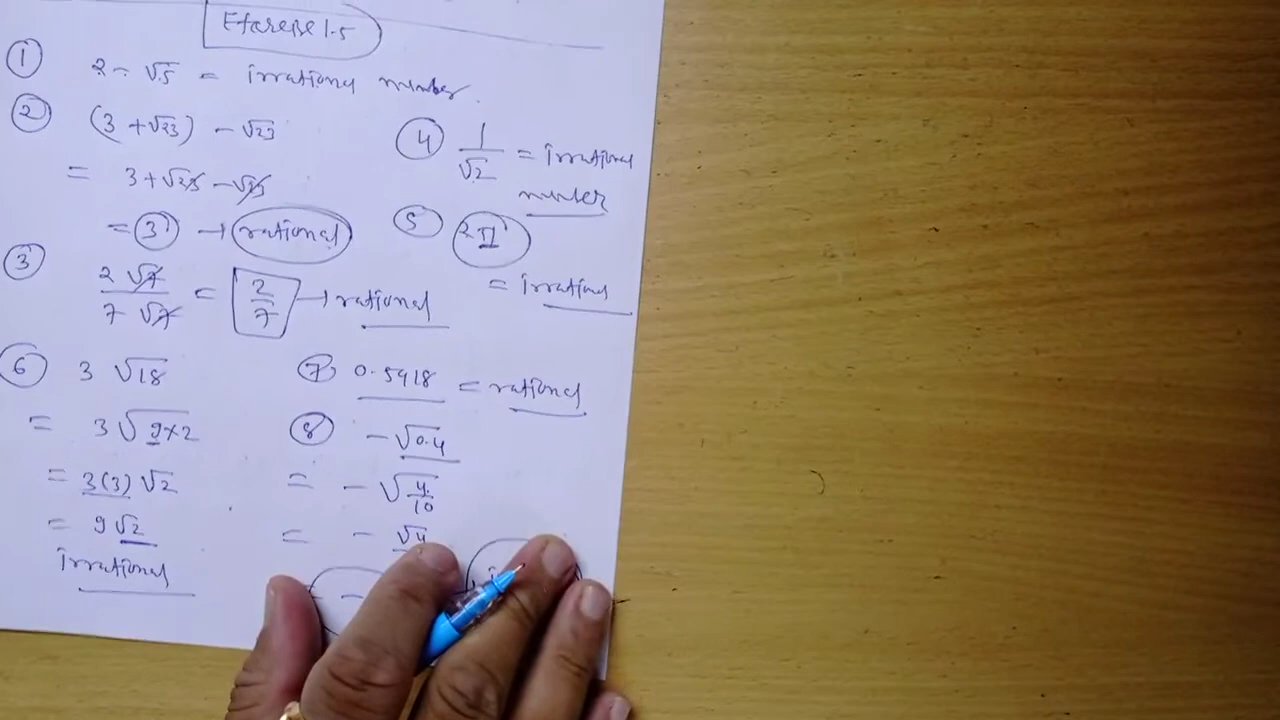 Exercise 1.5
① 2 - √5 = irrational number.
② (3 + √23) - √23
= 3 + √23 - √23
= 3 → rational
③ 2√7 / 7√7 = 2/7 → rational
④ 1/√2 = irrational
number
⑤ 2π
= irrational
⑥ 3 √18
= 3√9×2
= 3(3) √2
= 9√2
irrational
⑦ 0.5918 = rational
⑧ - √0.4
= - √4/10
= - √4